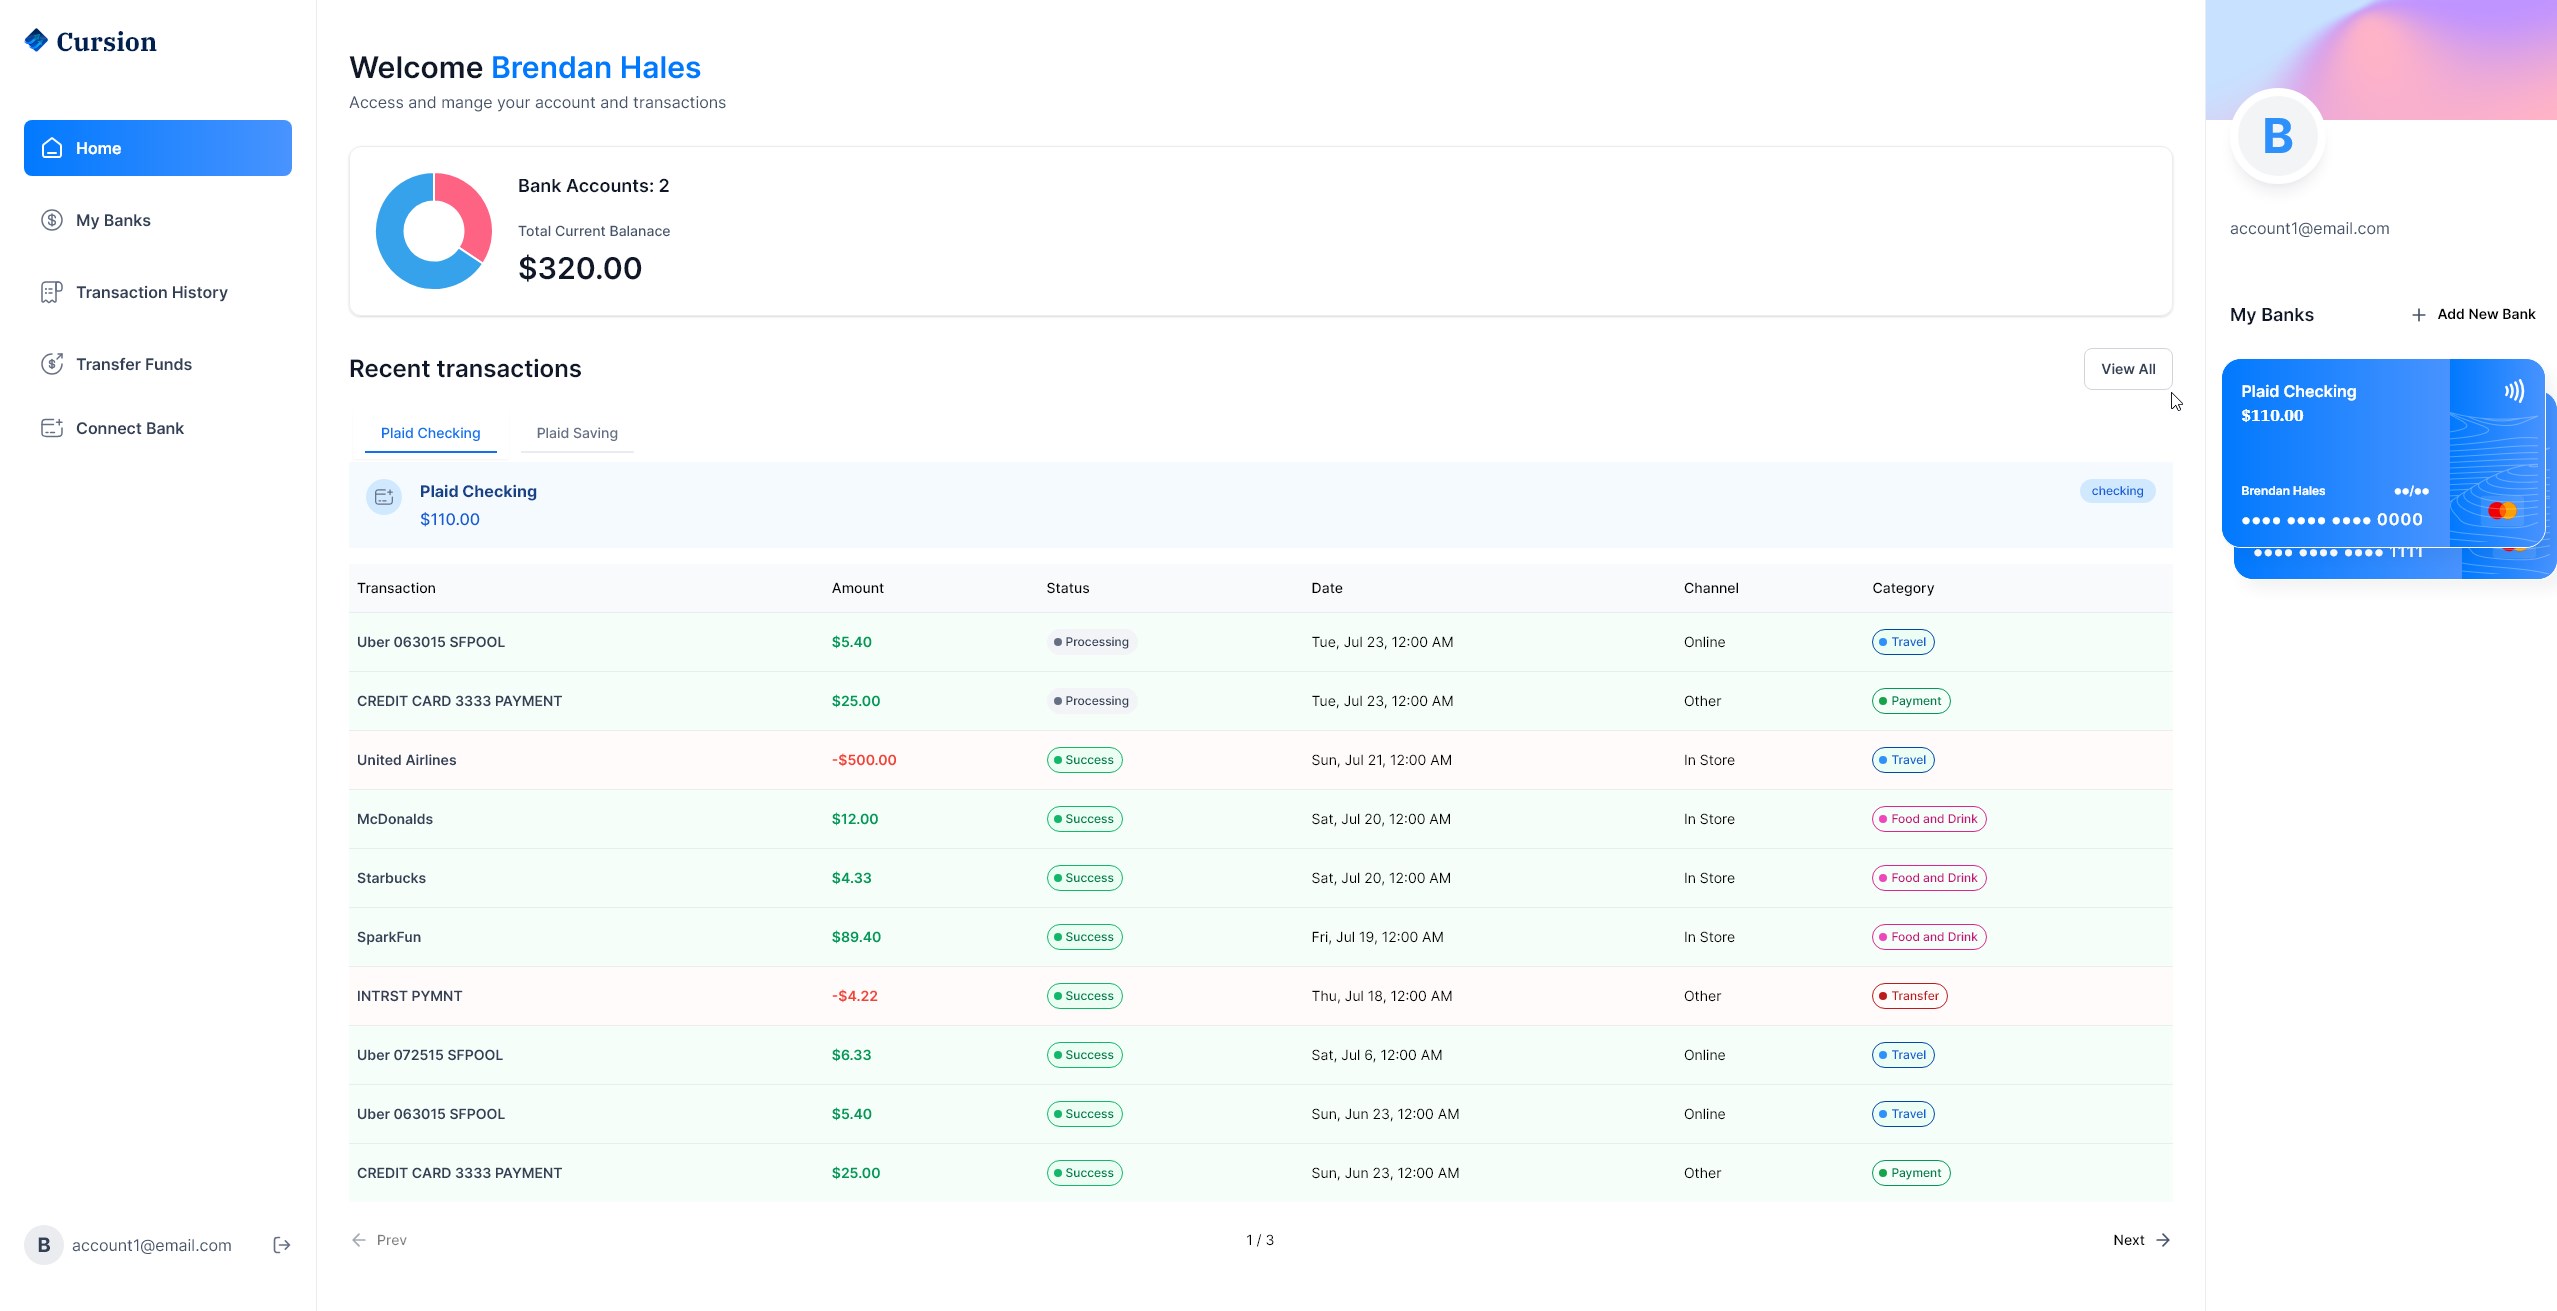 Cursion
Home
My Banks
Transaction History
Transfer Funds
Connect Bank
B account1@email.com
Welcome Brendan Hales
Access and mange your account and transactions
Bank Accounts: 2
Total Current Balanace
$320.00
Recent transactions View All
Plaid Checking Plaid Saving
Plaid Checking checking
$110.00
Transaction Amount Status Date Channel Category
Uber 063015 SFPOOL $5.40 Processing Tue, Jul 23, 12:00 AM Online Travel
CREDIT CARD 3333 PAYMENT $25.00 Processing Tue, Jul 23, 12:00 AM Other Payment
United Airlines -$500.00 Success Sun, Jul 21, 12:00 AM In Store Travel
McDonalds $12.00 Success Sat, Jul 20, 12:00 AM In Store Food and Drink
Starbucks $4.33 Success Sat, Jul 20, 12:00 AM In Store Food and Drink
SparkFun $89.40 Success Fri, Jul 19, 12:00 AM In Store Food and Drink
INTRST PYMNT -$4.22 Success Thu, Jul 18, 12:00 AM Other Transfer
Uber 072515 SFPOOL $6.33 Success Sat, Jul 6, 12:00 AM Online Travel
Uber 063015 SFPOOL $5.40 Success Sun, Jun 23, 12:00 AM Online Travel
CREDIT CARD 3333 PAYMENT $25.00 Success Sun, Jun 23, 12:00 AM Other Payment
Prev 1 / 3 Next
B
account1@email.com
My Banks + Add New Bank
Plaid Checking
$110.00
Brendan Hales ●●/●●
●●●● ●●●● ●●●● 0000
●●●● ●●●● ●●●● 1111